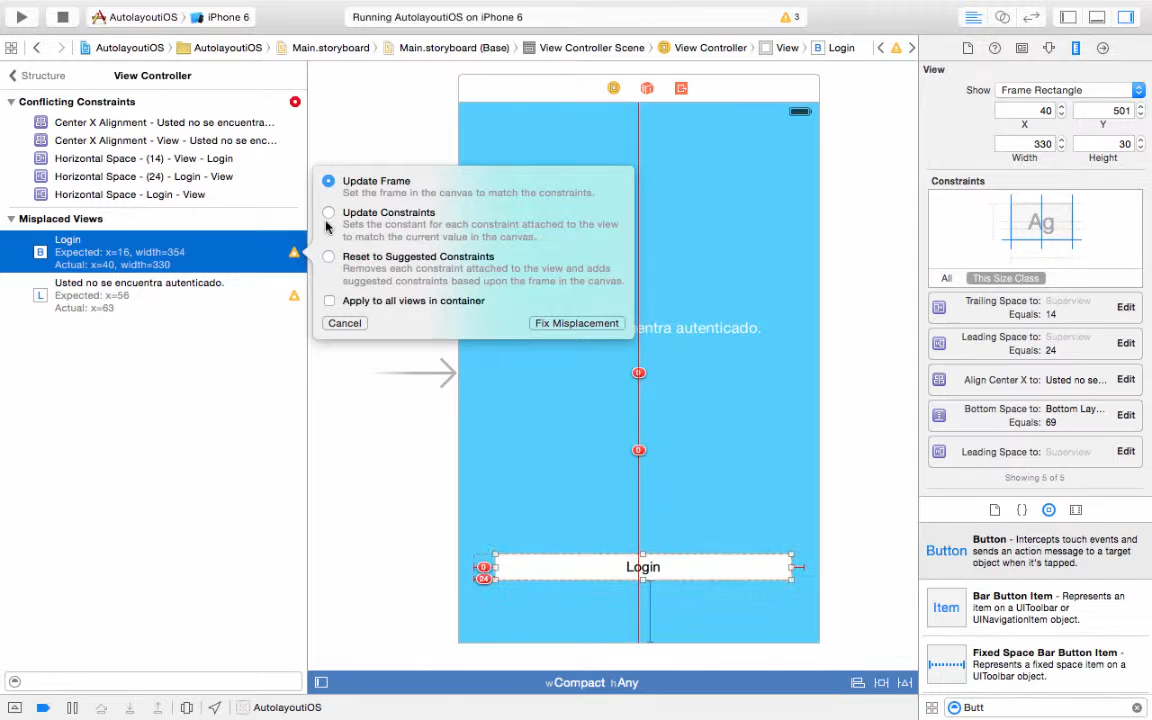 AutolayoutiOS
iPhone 6
Running AutolayoutiOS on iPhone 6
3
AutolayoutiOS
AutolayoutiOS
Main.storyboard
Main.storyboard (Base)
View Controller Scene
View Controller
View
B
Login
Structure
View Controller
Conflicting Constraints
Center X Alignment - Usted no se encuentra...
Center X Alignment - View - Usted no se enc...
Horizontal Space - (14) - View - Login
Horizontal Space - (24) - Login - View
Horizontal Space - Login - View
Misplaced Views
B
Login
Expected: x=16, width=354
Actual: x=40, width=330
L
Usted no se encuentra autenticado.
Expected: x=56
Actual: x=63
Update Frame
Set the frame in the canvas to match the constraints.
Update Constraints
Sets the constant for each constraint attached to the view
to match the current value in the canvas.
Reset to Suggested Constraints
Removes each constraint attached to the view and adds
suggested constraints based upon the frame in the canvas.
Apply to all views in container
Cancel
Fix Misplacement
entra autenticado.
0
0
0
24
Login
wCompact hAny
View
Show
Frame Rectangle
40
501
X
Y
330
30
Width
Height
Constraints
Ag
All
This Size Class
Trailing Space to: Superview
Equals: 14
Edit
Leading Space to: Superview
Equals: 24
Edit
Align Center X to: Usted no se...
Edit
Bottom Space to: Bottom Lay...
Equals: 69
Edit
Leading Space to: Superview
Edit
Showing 5 of 5
Button
Button - Intercepts touch events and
sends an action message to a target
object when it's tapped.
Item
Bar Button Item - Represents an
item on a UIToolbar or
UINavigationItem object.
Fixed Space Bar Button Item -
Represents a fixed space item on a
UIToolbar object.
AutolayoutiOS
Butt